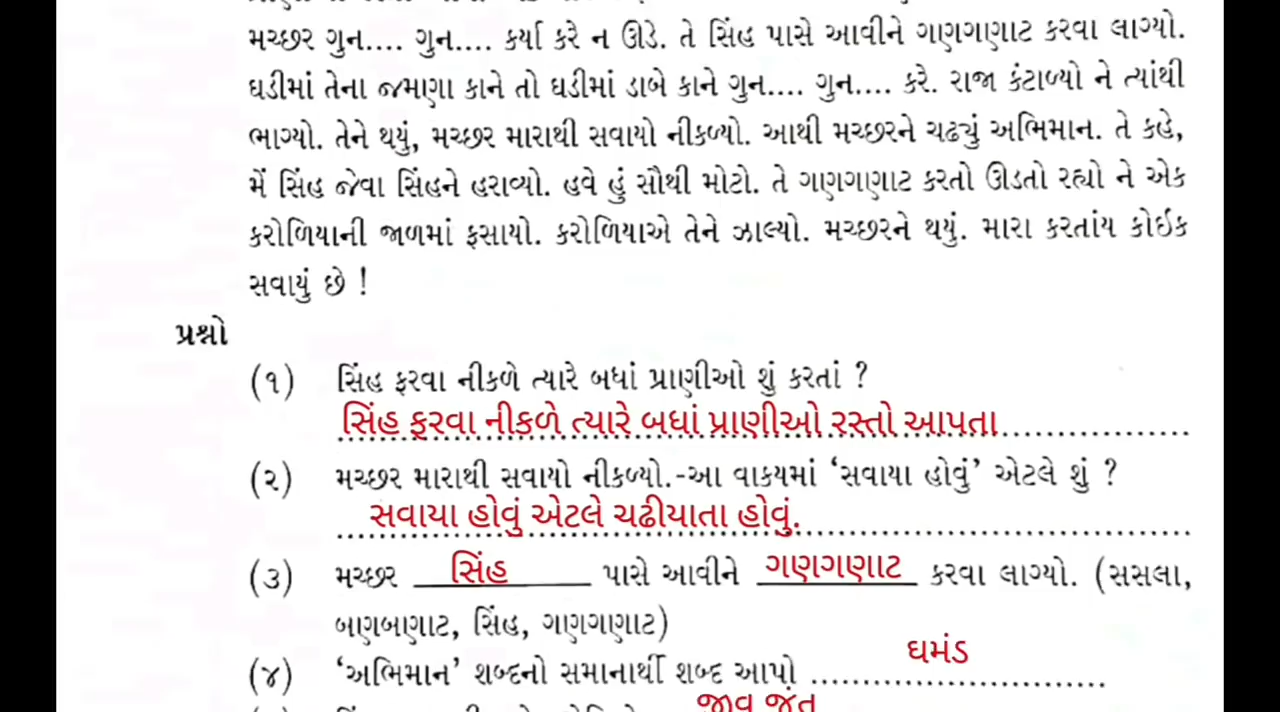 મચ્છર ગુન.... ગુન.... કર્યા કરે ન ઊડે. તે સિંહ પાસે આવીને ગણગણાટ કરવા લાગ્યો.
ઘડીમાં તેના જમણા કાને તો ઘડીમાં ડાબે કાને ગુન.... ગુન.... કરે. રાજા કંટાળ્યો ને ત્યાંથી
ભાગ્યો. તેને થયું, મચ્છર મારાથી સવાયો નીકળ્યો. આથી મચ્છરને ચઢ્યું અભિમાન. તે કહે,
મેં સિંહ જેવા સિંહને હરાવ્યો. હવે હું સૌથી મોટો. તે ગણગણાટ કરતો ઊડતો રહ્યો ને એક
કરોળિયાની જાળમાં ફસાયો. કરોળિયાએ તેને ઝાલ્યો. મચ્છરને થયું. મારા કરતાંય કોઈક
સવાયું છે !
પ્રશ્નો
(૧) સિંહ ફરવા નીકળે ત્યારે બધાં પ્રાણીઓ શું કરતાં ?
સિંહ ફરવા નીકળે ત્યારે બધાં પ્રાણીઓ રસ્તો આપતા
(૨) મચ્છર મારાથી સવાયો નીકળ્યો.-આ વાકયમાં ‘સવાયા હોવું’ એટલે શું ?
સવાયા હોવું એટલે ચઢીયાતા હોવું.
(૩) મચ્છર સિંહ પાસે આવીને ગણગણાટ કરવા લાગ્યો. (સસલા,
બણબણાટ, સિંહ, ગણગણાટ)
ઘમંડ
(૪) ‘અભિમાન’ શબ્દનો સમાનાર્થી શબ્દ આપો
જીવ જંતુ